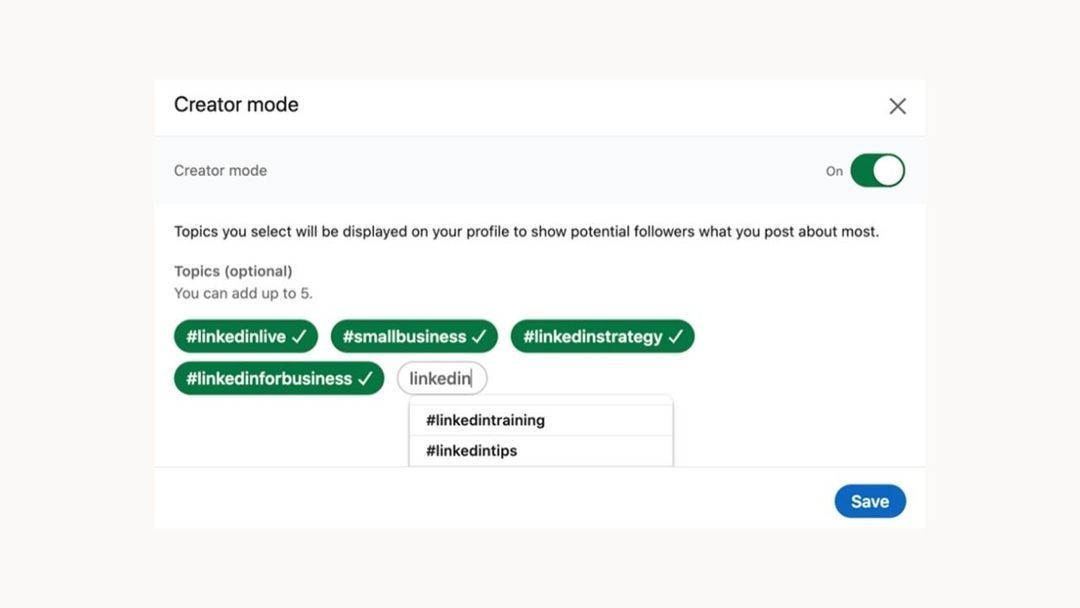 Creator mode
Creator mode
On
Topics you select will be displayed on your profile to show potential followers what you post about most.
Topics (optional)
You can add up to 5.
#linkedinlive #smallbusiness #linkedinstrategy
#linkedinforbusiness linkedin
#linkedintraining
#linkedintips
Save